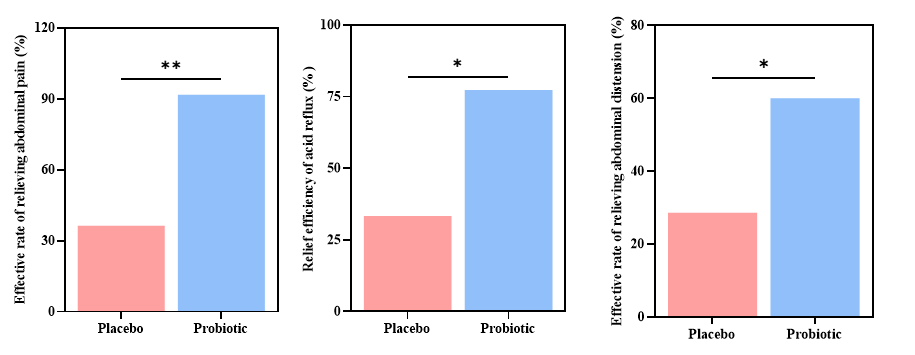 Effective rate of relieving abdominal pain (%)
120
90
60
30
0
**
Placebo
Probiotic
Relief efficiency of acid reflux (%)
100
75
50
25
0
*
Placebo
Probiotic
Effective rate of relieving abdominal distension (%)
80
60
40
20
0
*
Placebo
Probiotic